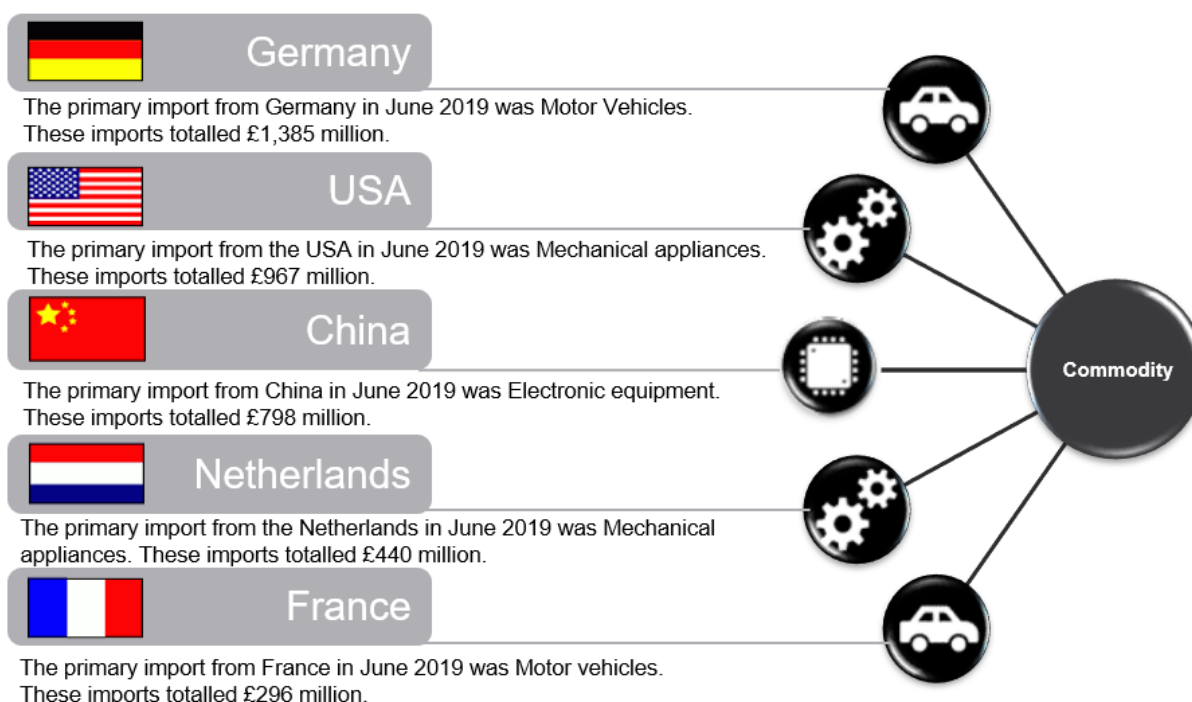 Germany
The primary import from Germany in June 2019 was Motor Vehicles.
These imports totalled £1,385 million.
USA
The primary import from the USA in June 2019 was Mechanical appliances.
These imports totalled £967 million.
China
The primary import from China in June 2019 was Electronic equipment.
These imports totalled £798 million.
Commodity
Netherlands
The primary import from the Netherlands in June 2019 was Mechanical
appliances. These imports totalled £440 million.
France
The primary import from France in June 2019 was Motor vehicles.
These imports totalled £296 million.